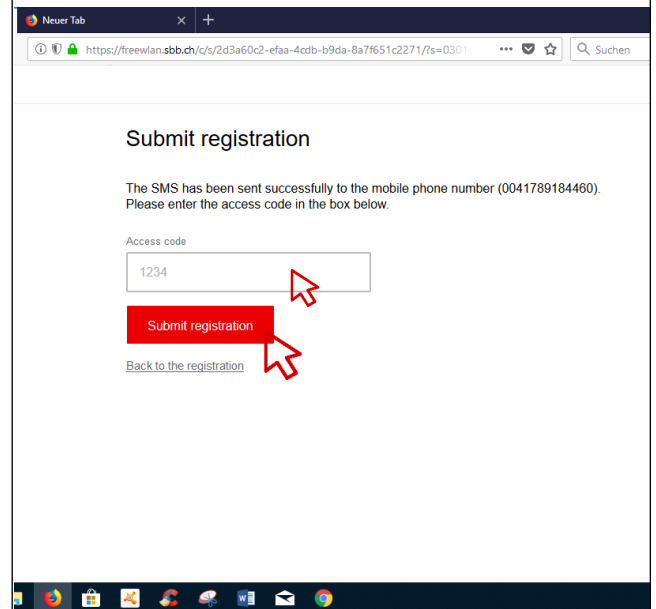 Neuer Tab
https://freewlan.sbb.ch/c/s/2d3a60c2-efaa-4cdb-b9da-8a7f651c2271/?s=0301
Suchen
Submit registration
The SMS has been sent successfully to the mobile phone number (0041789184460).
Please enter the access code in the box below.
Access code
1234
Submit registration
Back to the registration